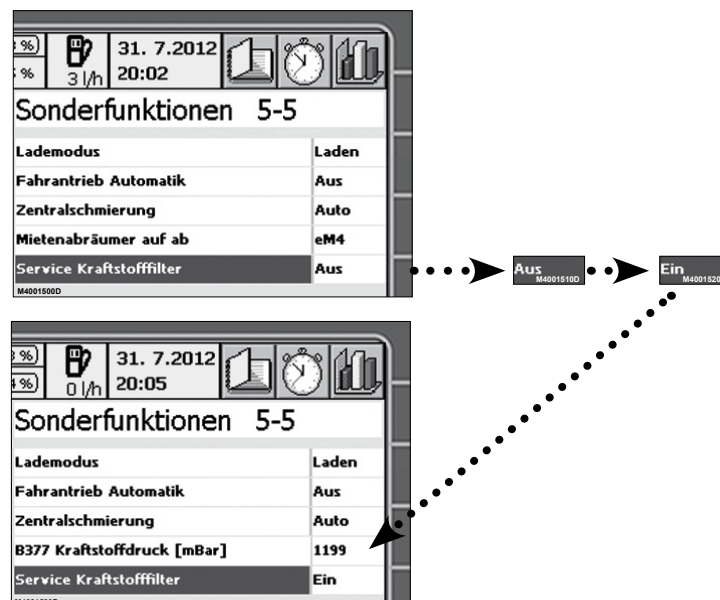 %)
%
3 l/h
31. 7.2012
20:02
Sonderfunktionen 5-5
Lademodus Laden
Fahrantrieb Automatik Aus
Zentralschmierung Auto
Mietenabräumer auf ab eM4
Service Kraftstofffilter Aus
M4001500D
Aus
M4001510D
Ein
M4001520
%)
%)
0 l/h
31. 7.2012
20:05
Sonderfunktionen 5-5
Lademodus Laden
Fahrantrieb Automatik Aus
Zentralschmierung Auto
B377 Kraftstoffdruck [mBar] 1199
Service Kraftstofffilter Ein